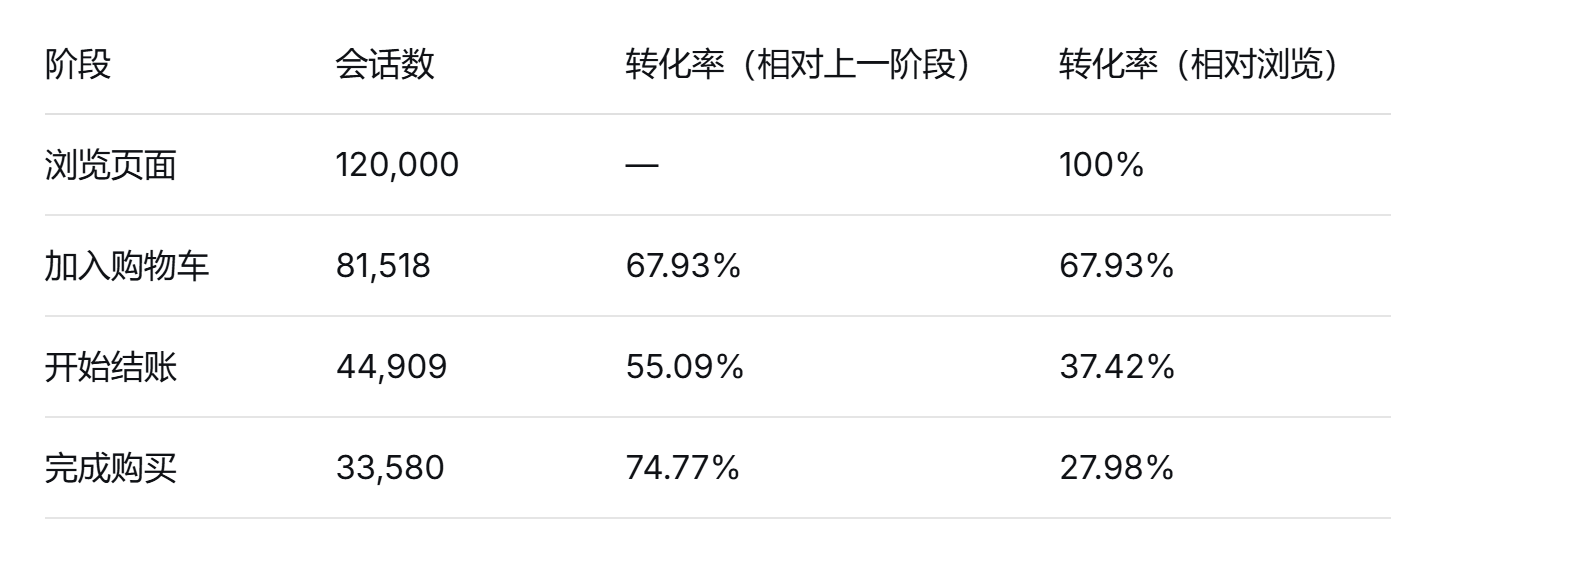 阶段 会话数 转化率（相对上一阶段） 转化率（相对浏览）
浏览页面 120,000 — 100%
加入购物车 81,518 67.93% 67.93%
开始结账 44,909 55.09% 37.42%
完成购买 33,580 74.77% 27.98%